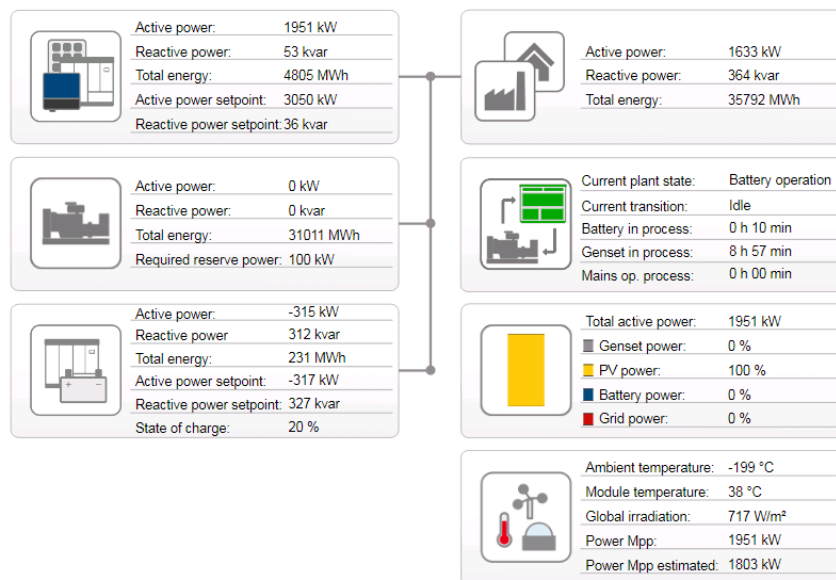 Active power: 1951 kW
Reactive power: 53 kvar
Total energy: 4805 MWh
Active power setpoint: 3050 kW
Reactive power setpoint: 36 kvar
Active power: 0 kW
Reactive power: 0 kvar
Total energy: 31011 MWh
Required reserve power: 100 kW
Active power: -315 kW
Reactive power 312 kvar
Total energy: 231 MWh
Active power setpoint: -317 kW
Reactive power setpoint: 327 kvar
State of charge: 20 %
Active power: 1633 kW
Reactive power: 364 kvar
Total energy: 35792 MWh
Current plant state: Battery operation
Current transition: Idle
Battery in process: 0 h 10 min
Genset in process: 8 h 57 min
Mains op. process: 0 h 00 min
Total active power: 1951 kW
Genset power: 0 %
PV power: 100 %
Battery power: 0 %
Grid power: 0 %
Ambient temperature: -199 °C
Module temperature: 38 °C
Global irradiation: 717 W/m²
Power Mpp: 1951 kW
Power Mpp estimated: 1803 kW